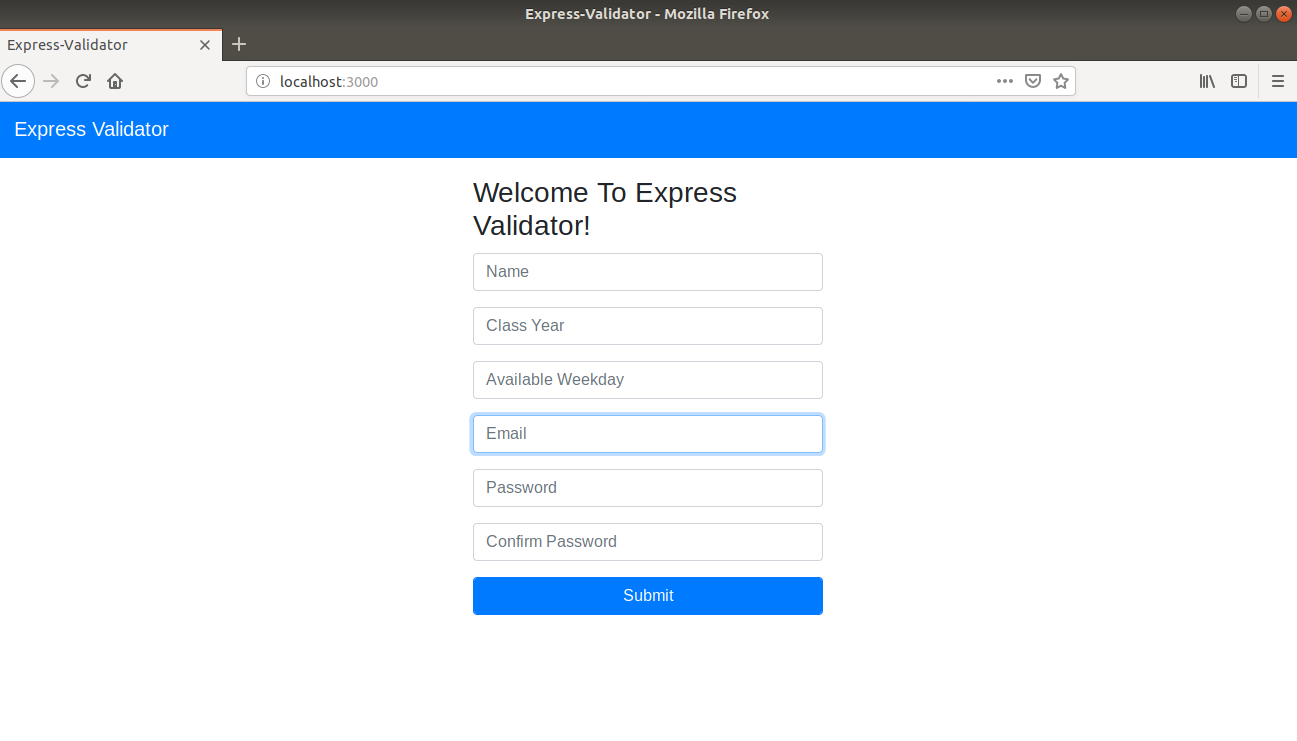 Express-Validator - Mozilla Firefox
Express-Validator
localhost:3000
Express Validator
Welcome To Express
Validator!
Name
Class Year
Available Weekday
Email
Password
Confirm Password
Submit